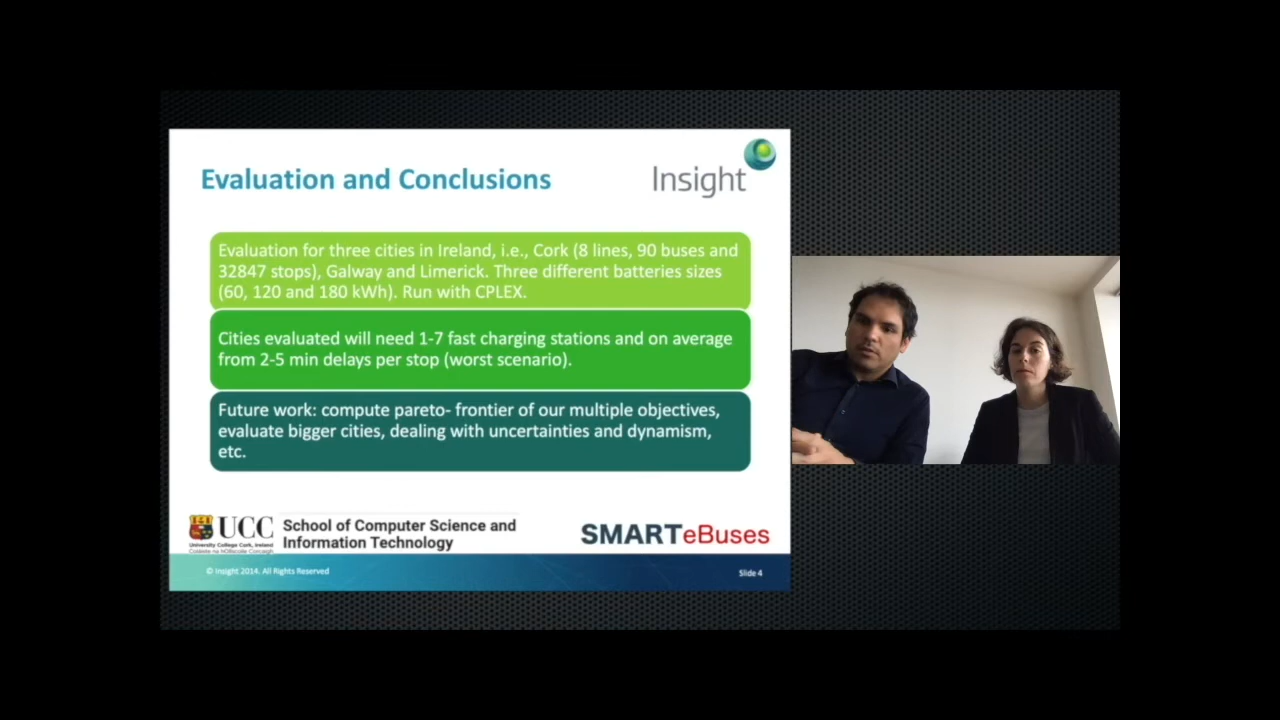 Evaluation and Conclusions
Insight
Evaluation for three cities in Ireland, i.e., Cork (8 lines, 90 buses and
32847 stops), Galway and Limerick. Three different batteries sizes
(60, 120 and 180 kWh). Run with CPLEX.
Cities evaluated will need 1-7 fast charging stations and on average
from 2-5 min delays per stop (worst scenario).
Future work: compute pareto- frontier of our multiple objectives,
evaluate bigger cities, dealing with uncertainties and dynamism,
etc.
UCC
University College Cork, Ireland
Coláiste na hOllscoile Corcaigh
School of Computer Science and
Information Technology
SMARTeBuses
© Insight 2014. All Rights Reserved
Slide 4